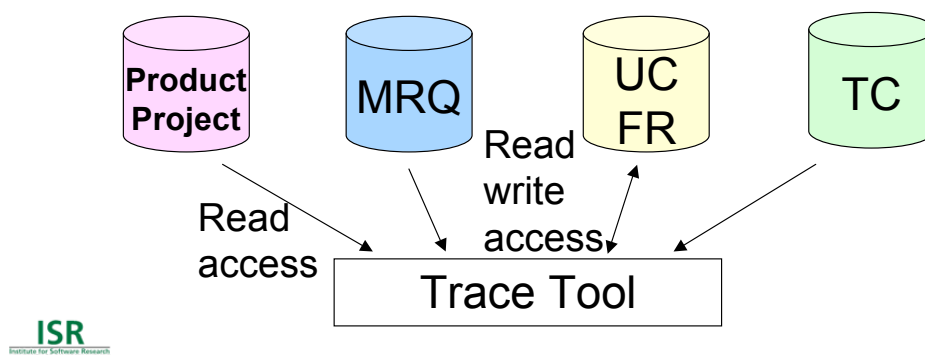 Product
Project
MRQ
UC
FR
TC
Read
write
access
Read
access
Trace Tool
ISR
Institute for Software Research